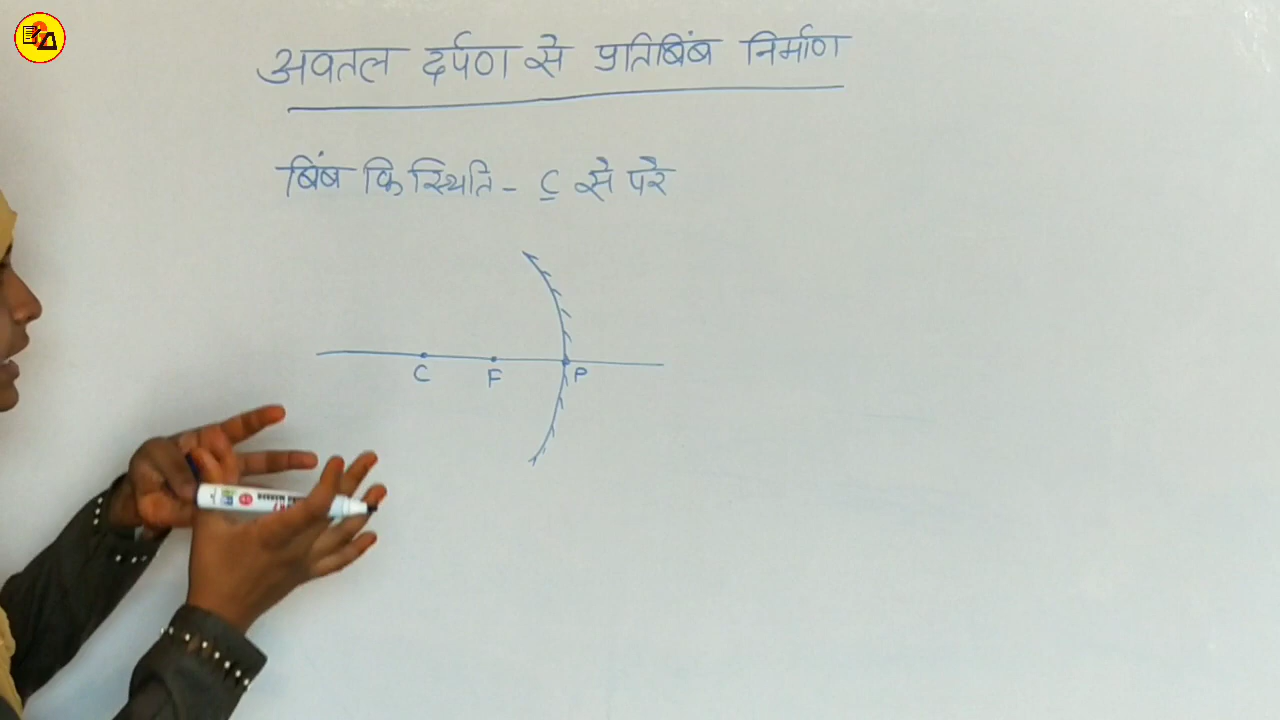 अवतल दर्पण से प्रतिबिंब निर्माण
बिंब कि स्थिति - C से परे
C F P